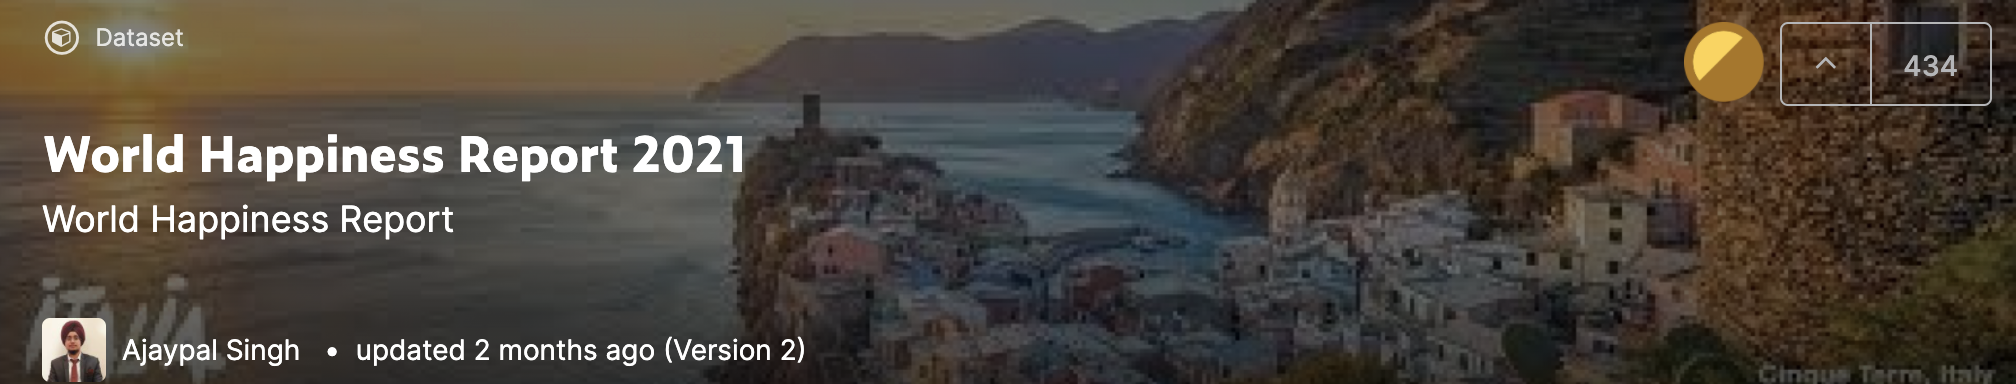 Dataset
434
World Happiness Report 2021
World Happiness Report
italy
Ajaypal Singh • updated 2 months ago (Version 2)
Cinque Terre, Italy